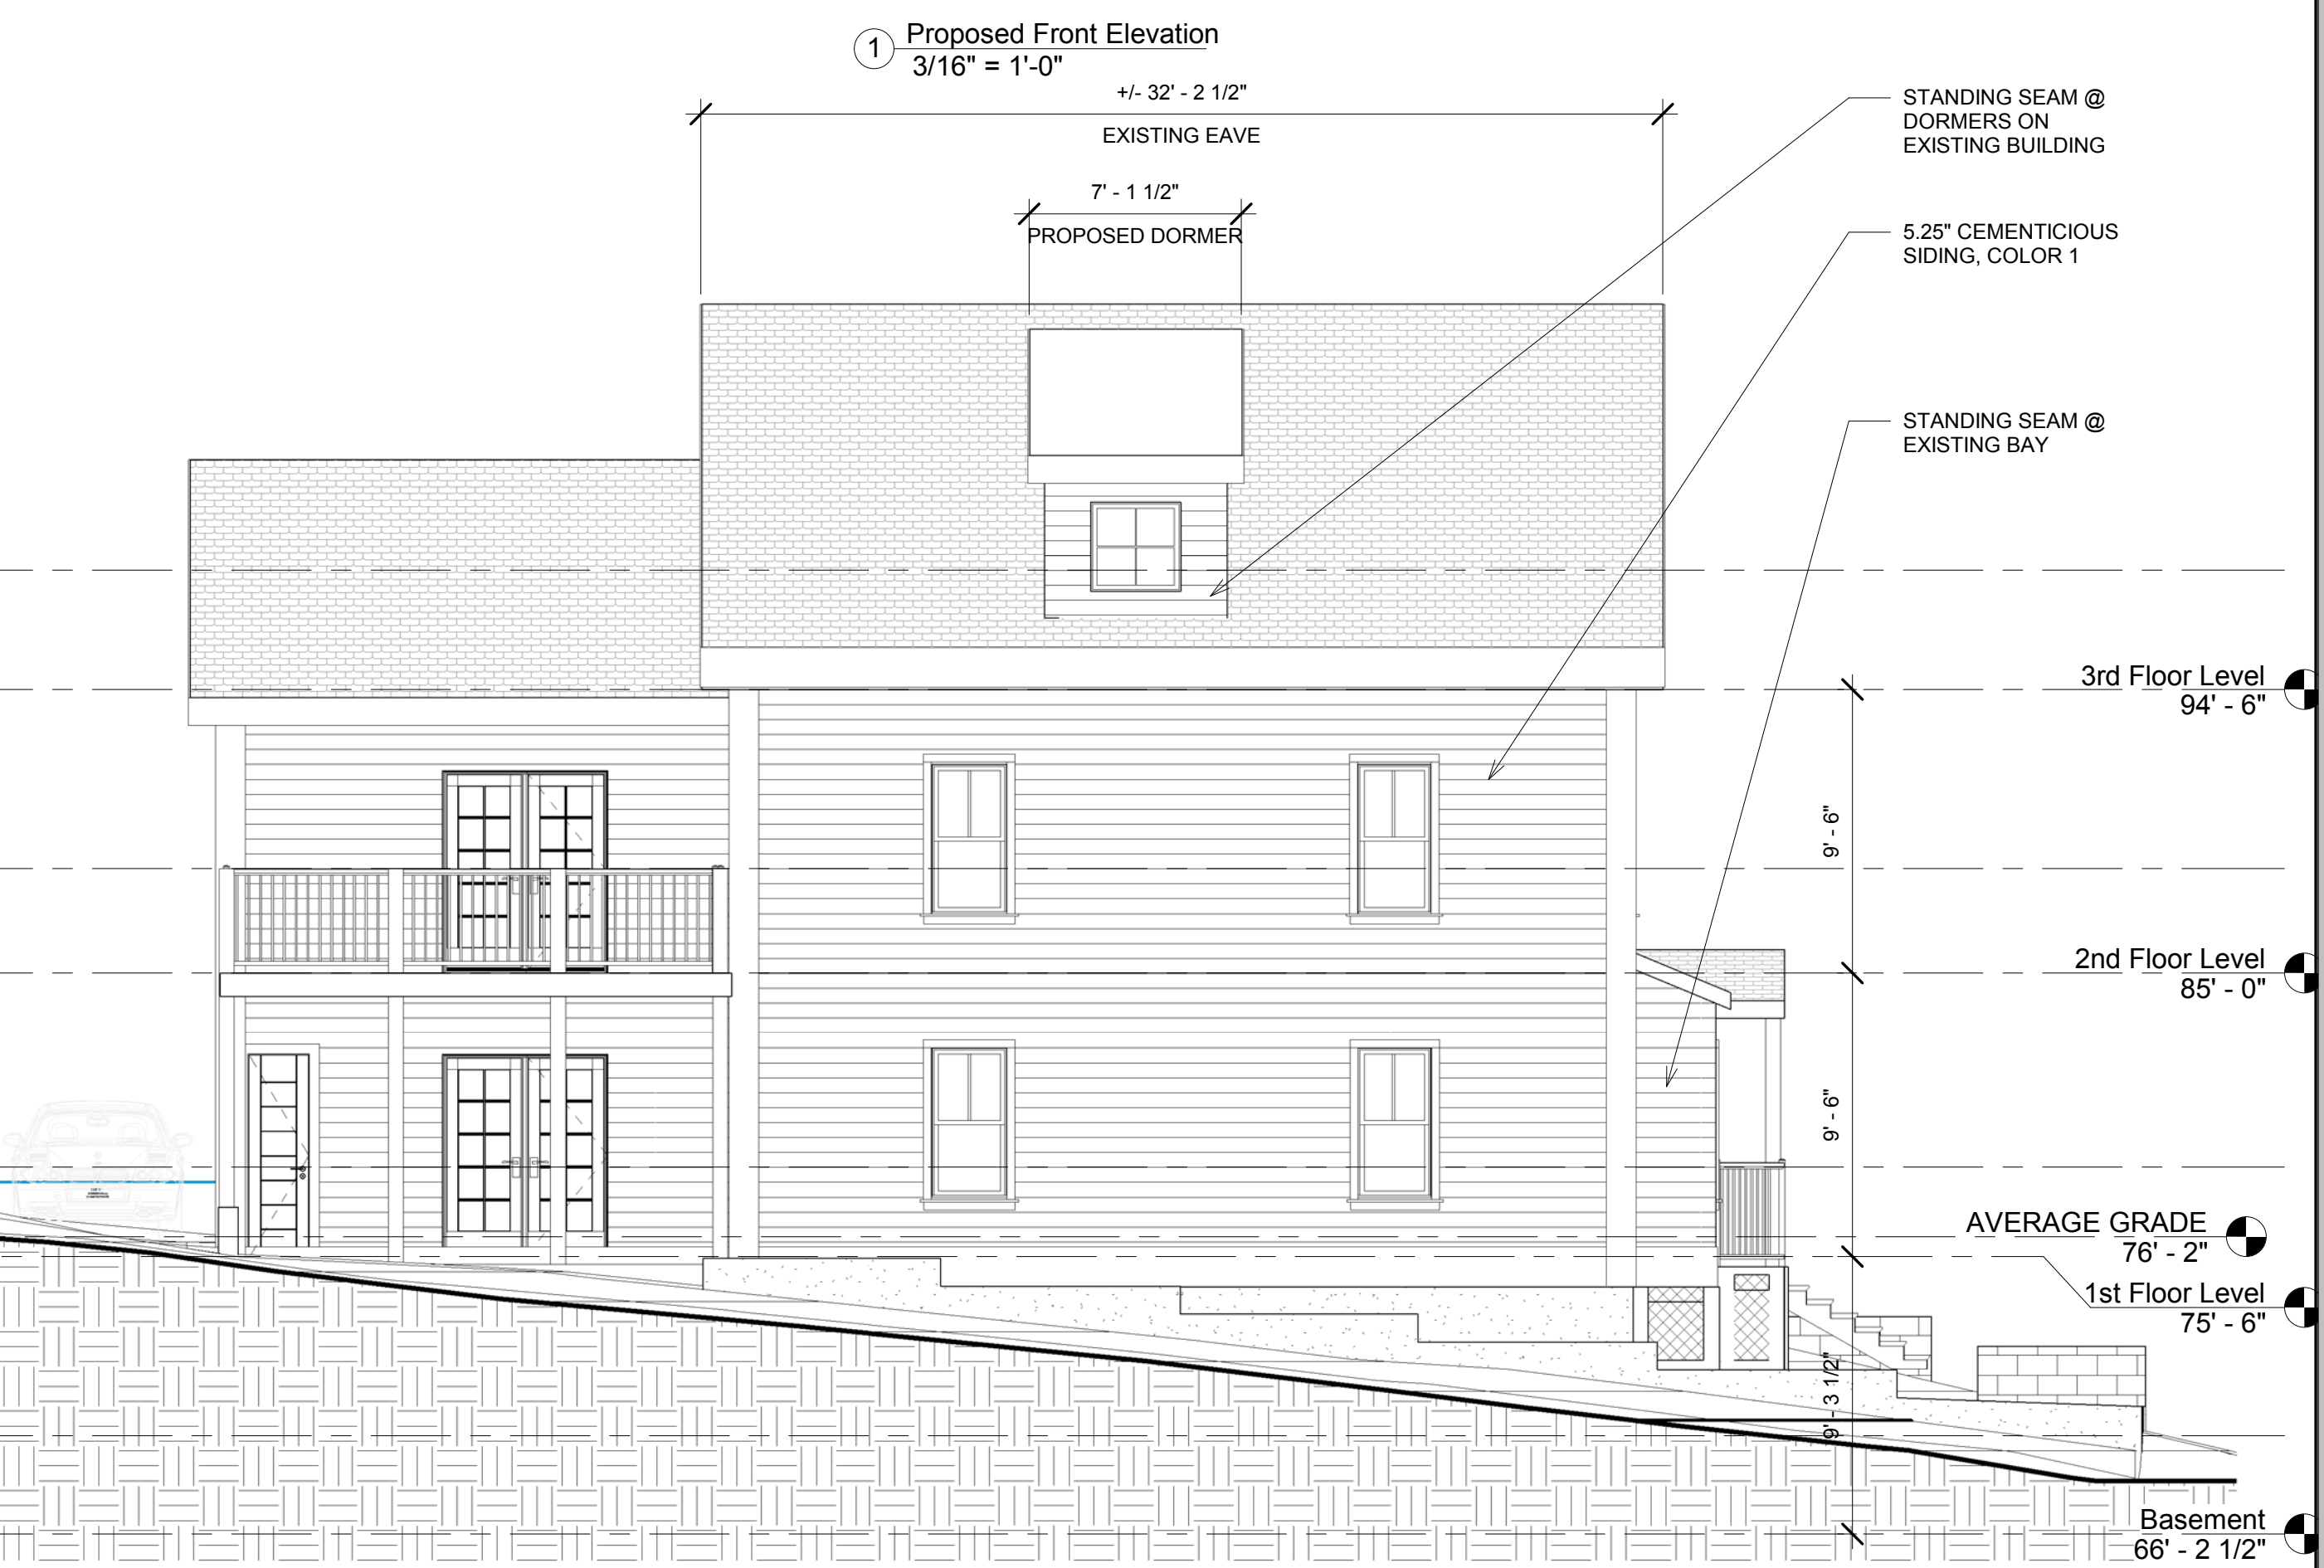 1
Proposed Front Elevation
3/16" = 1'-0"
+/- 32' - 2 1/2"
EXISTING EAVE
7' - 1 1/2"
PROPOSED DORMER
STANDING SEAM @
DORMERS ON
EXISTING BUILDING
5.25" CEMENTICIOUS
SIDING, COLOR 1
STANDING SEAM @
EXISTING BAY
3rd Floor Level
94' - 6"
9' - 6"
2nd Floor Level
85' - 0"
9' - 6"
AVERAGE GRADE
76' - 2"
1st Floor Level
75' - 6"
9' - 3 1/2"
Basement
66' - 2 1/2"